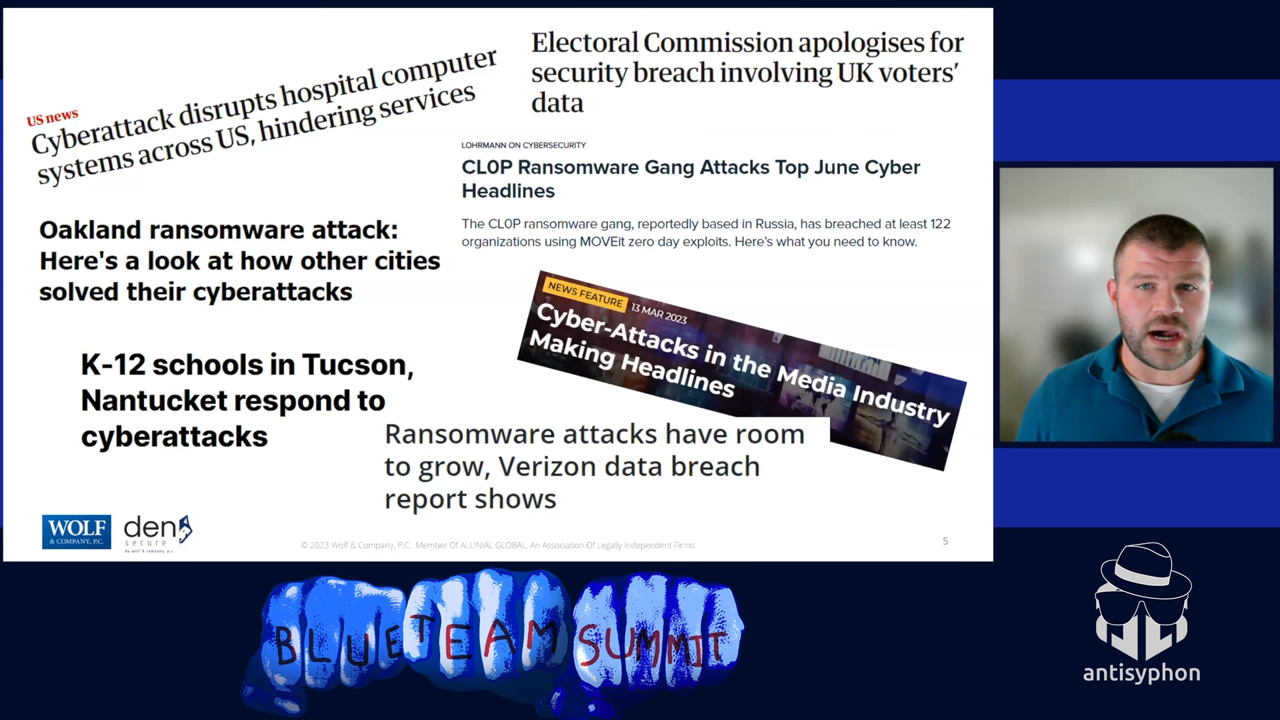 US news
Cyberattack disrupts hospital computer
systems across US, hindering services
Electoral Commission apologises for
security breach involving UK voters'
data
LOHRMANN ON CYBERSECURITY
CL0P Ransomware Gang Attacks Top June Cyber
Headlines
The CL0P ransomware gang, reportedly based in Russia, has breached at least 122
organizations using MOVEit zero day exploits. Here's what you need to know.
Oakland ransomware attack:
Here's a look at how other cities
solved their cyberattacks
NEWS FEATURE 13 MAR 2023
Cyber-Attacks in the Media Industry
Making Headlines
K-12 schools in Tucson,
Nantucket respond to
cyberattacks
Ransomware attacks have room
to grow, Verizon data breach
report shows
WOLF
& COMPANY, P.C.
den
secure
by wolf & company, p.c.
© 2023 Wolf & Company, P.C. Member Of ALLINIAL GLOBAL, An Association Of Legally Independent Firms
5
BLUE TEAM SUMMIT
antisyphon